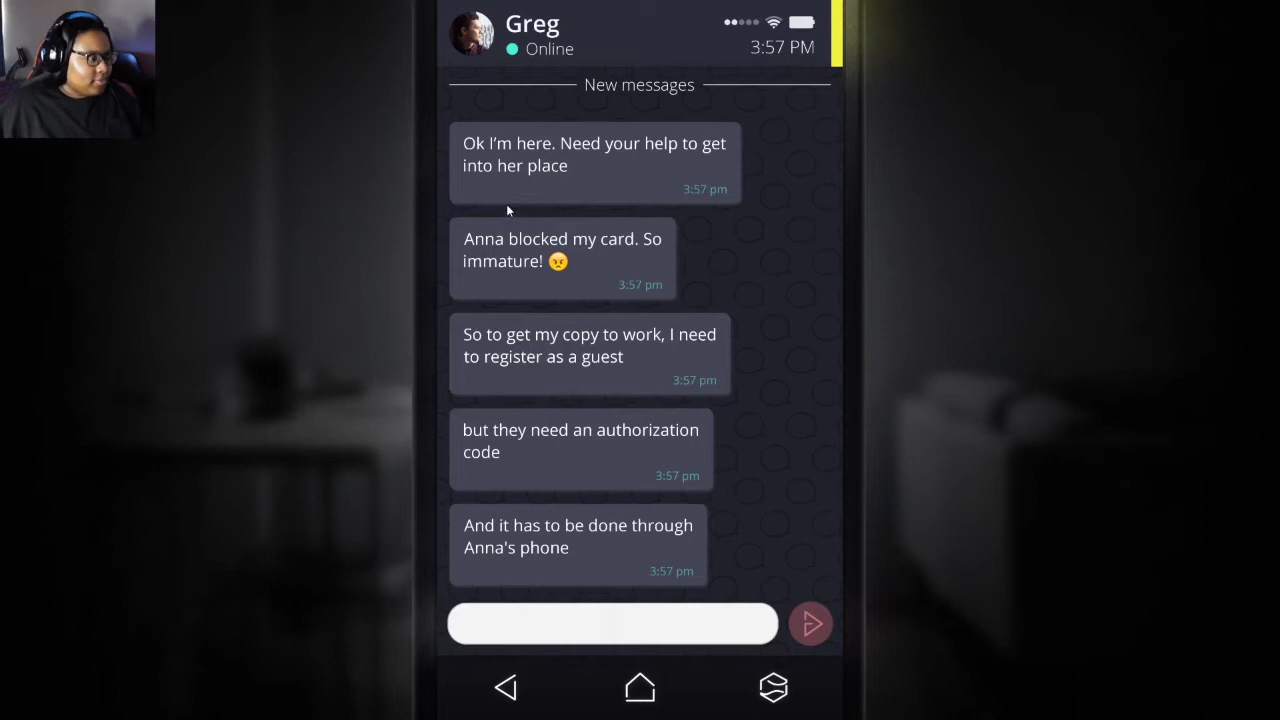 Greg
Online
3:57 PM
New messages
Ok I'm here. Need your help to get
into her place
3:57 pm
Anna blocked my card. So
immature! 😠
3:57 pm
So to get my copy to work, I need
to register as a guest
3:57 pm
but they need an authorization
code
3:57 pm
And it has to be done through
Anna's phone
3:57 pm